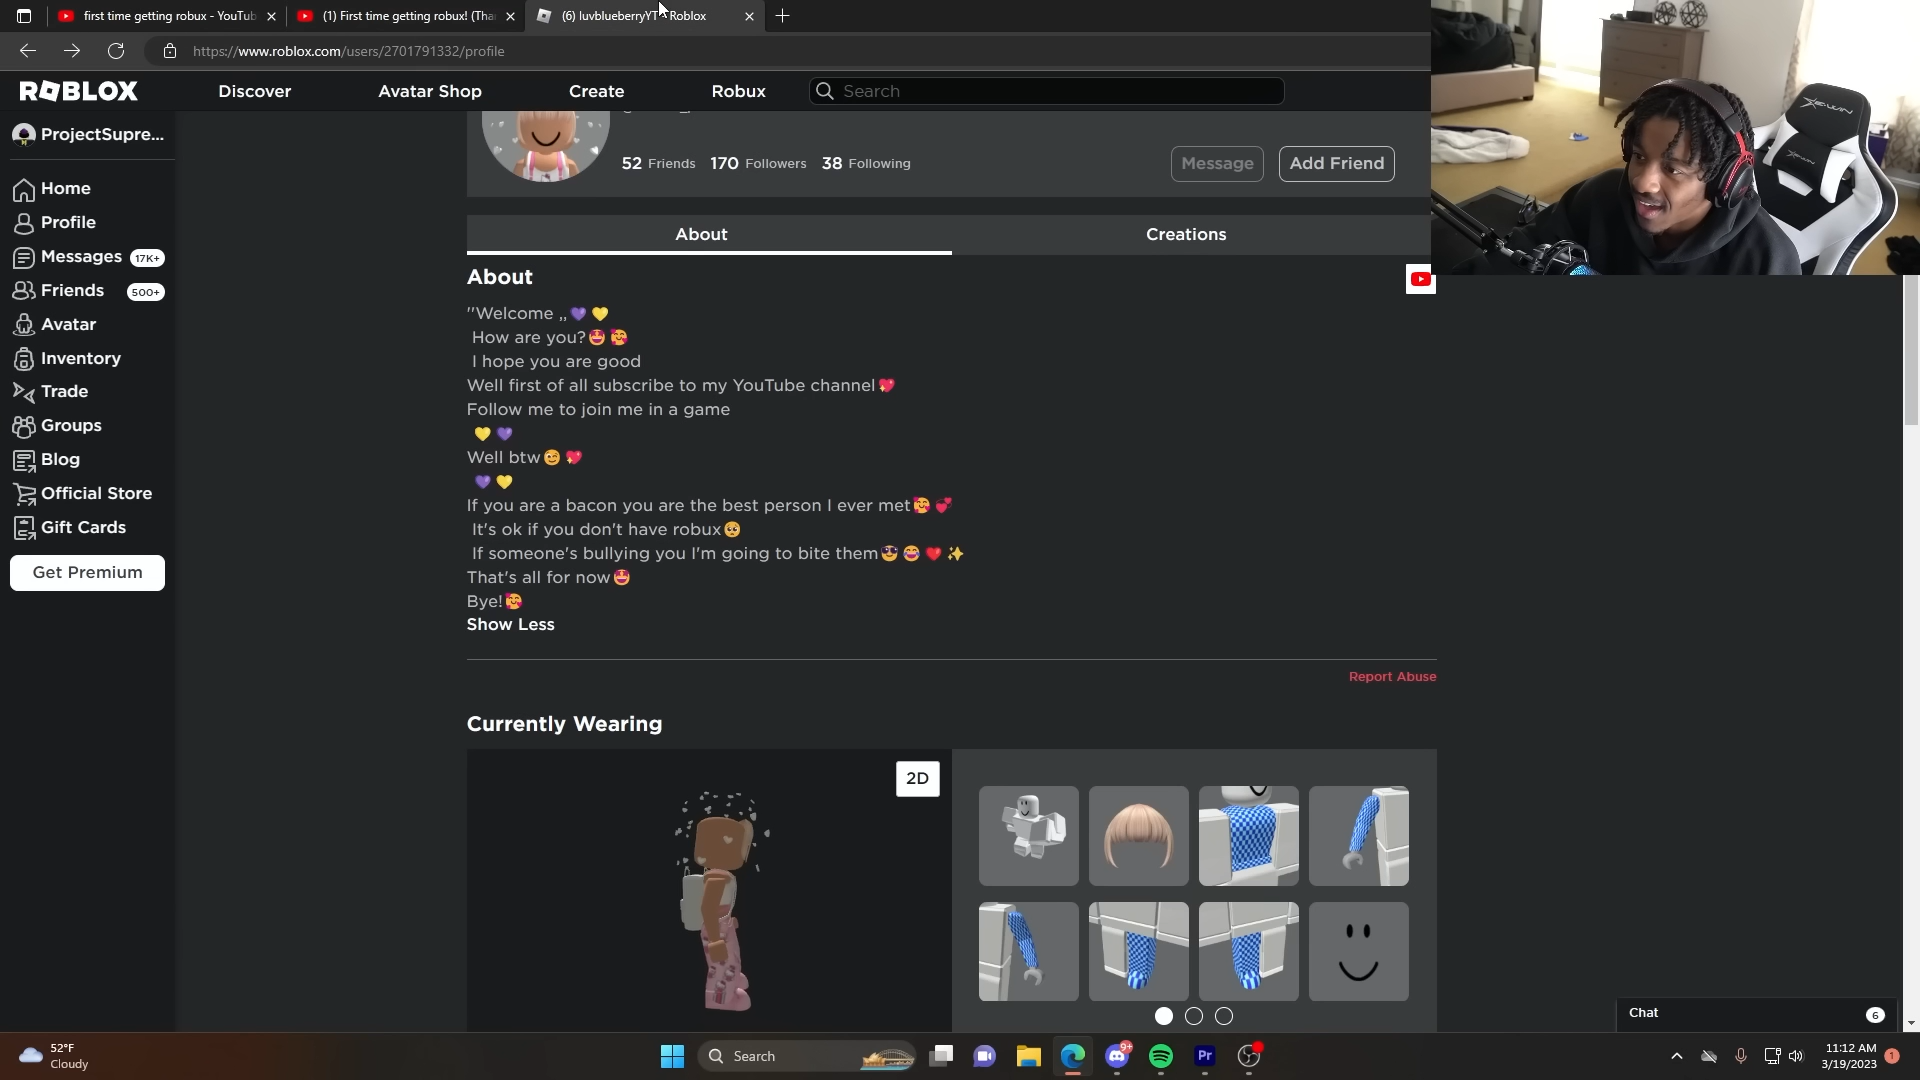 first time getting robux - YouTub
(1) First time getting robux! (Tha
(6) luvblueberryYT - Roblox
https://www.roblox.com/users/2701791332/profile
ROBLOX
Discover
Avatar Shop
Create
Robux
Search
ProjectSupre...
Home
Profile
Messages 17K+
Friends 500+
Avatar
Inventory
Trade
Groups
Blog
Official Store
Gift Cards
Get Premium
52 Friends 170 Followers 38 Following
Message
Add Friend
About
Creations
About
''Welcome ,,💜💛
How are you?🤩🥰
I hope you are good
Well first of all subscribe to my YouTube channel💖
Follow me to join me in a game
💛💜
Well btw😉💖
💜💛
If you are a bacon you are the best person I ever met🥰💞
It's ok if you don't have robux🥺
If someone's bullying you I'm going to bite them😎😂❤️✨
That's all for now🤩
Bye!🥰
Show Less
Report Abuse
Currently Wearing
2D
Chat 6
52°F
Cloudy
Search
9+
Pr
11:12 AM
3/19/2023
1